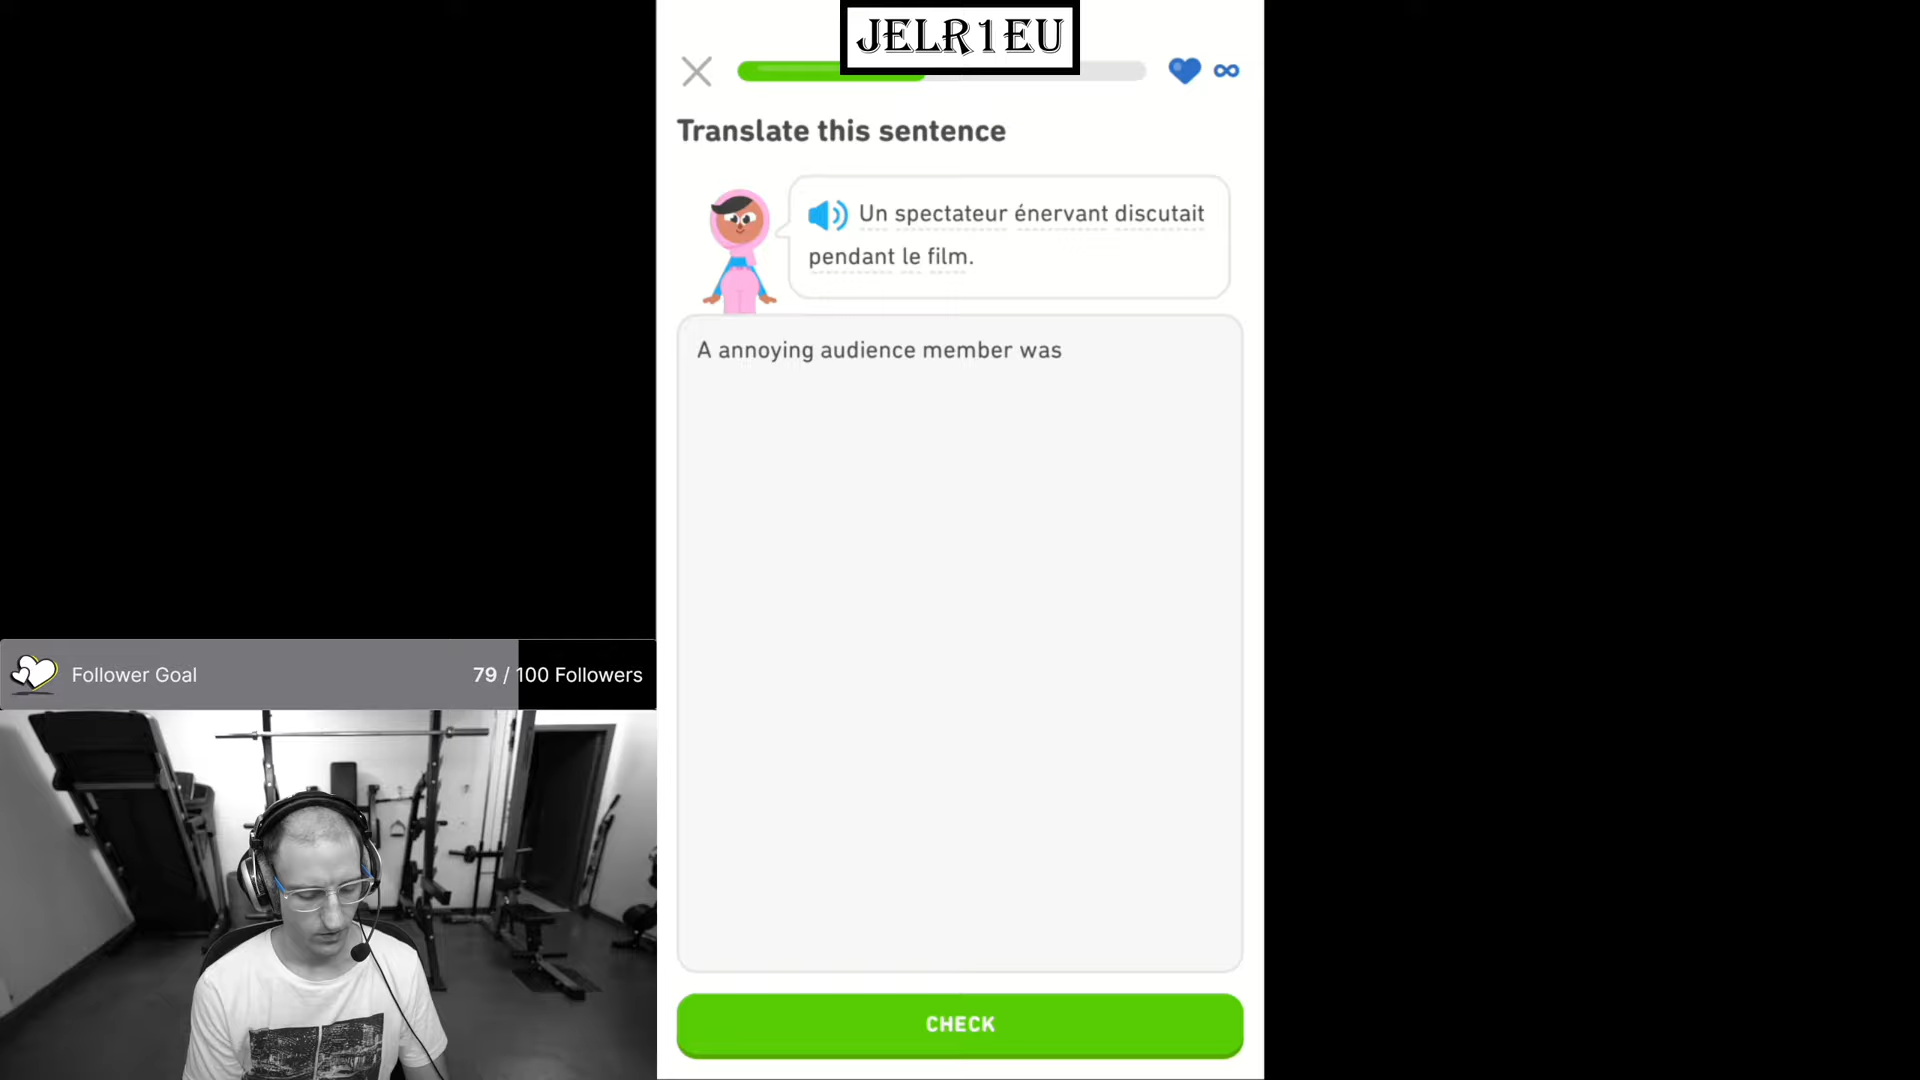 JELR1EU
∞
Translate this sentence
Un spectateur énervant discutait
pendant le film.
A annoying audience member was
Follower Goal
79 / 100 Followers
CHECK